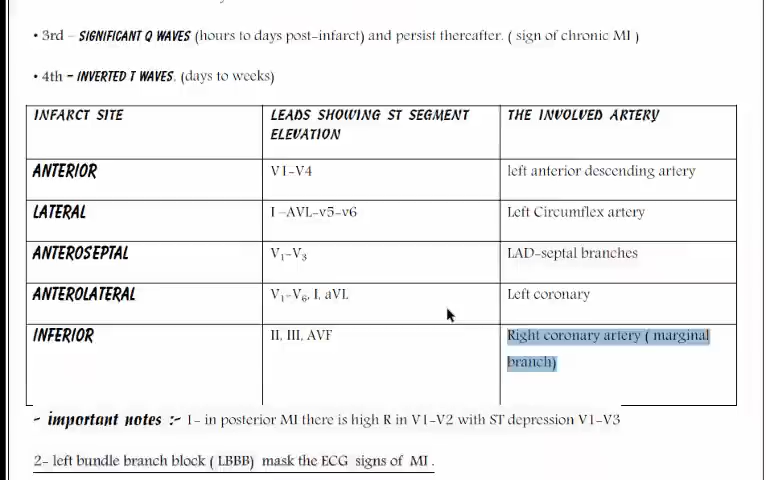 • 3rd – SIGNIFICANT Q WAVES (hours to days post-infarct) and persist thereafter. ( sign of chronic MI )
• 4th – INVERTED T WAVES. (days to weeks)
INFARCT SITE LEADS SHOWING ST SEGMENT ELEVATION THE INVOLVED ARTERY
ANTERIOR V1-V4 left anterior descending artery
LATERAL I –AVL-v5-v6 Left Circumflex artery
ANTEROSEPTAL V₁-V₃ LAD-septal branches
ANTEROLATERAL V₁-V₆, I, aVL Left coronary
INFERIOR II, III, AVF Right coronary artery ( marginal branch)
- important notes :- 1- in posterior MI there is high R in V1-V2 with ST depression V1-V3
2- left bundle branch block ( LBBB) mask the ECG signs of MI .